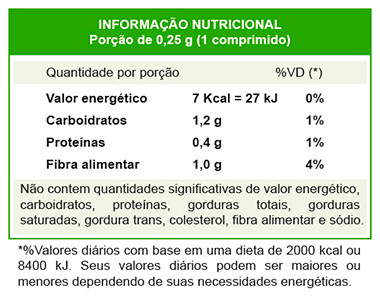 INFORMAÇÃO NUTRICIONAL
Porção de 0,25 g (1 comprimido)
Quantidade por porção %VD (*)
Valor energético 7 Kcal = 27 kJ 0%
Carboidratos 1,2 g 1%
Proteínas 0,4 g 1%
Fibra alimentar 1,0 g 4%
Não contem quantidades significativas de valor energético,
carboidratos, proteínas, gorduras totais, gorduras
saturadas, gordura trans, colesterol, fibra alimentar e sódio.
*%Valores diários com base em uma dieta de 2000 kcal ou
8400 kJ. Seus valores diários podem ser maiores ou
menores dependendo de suas necessidades energéticas.